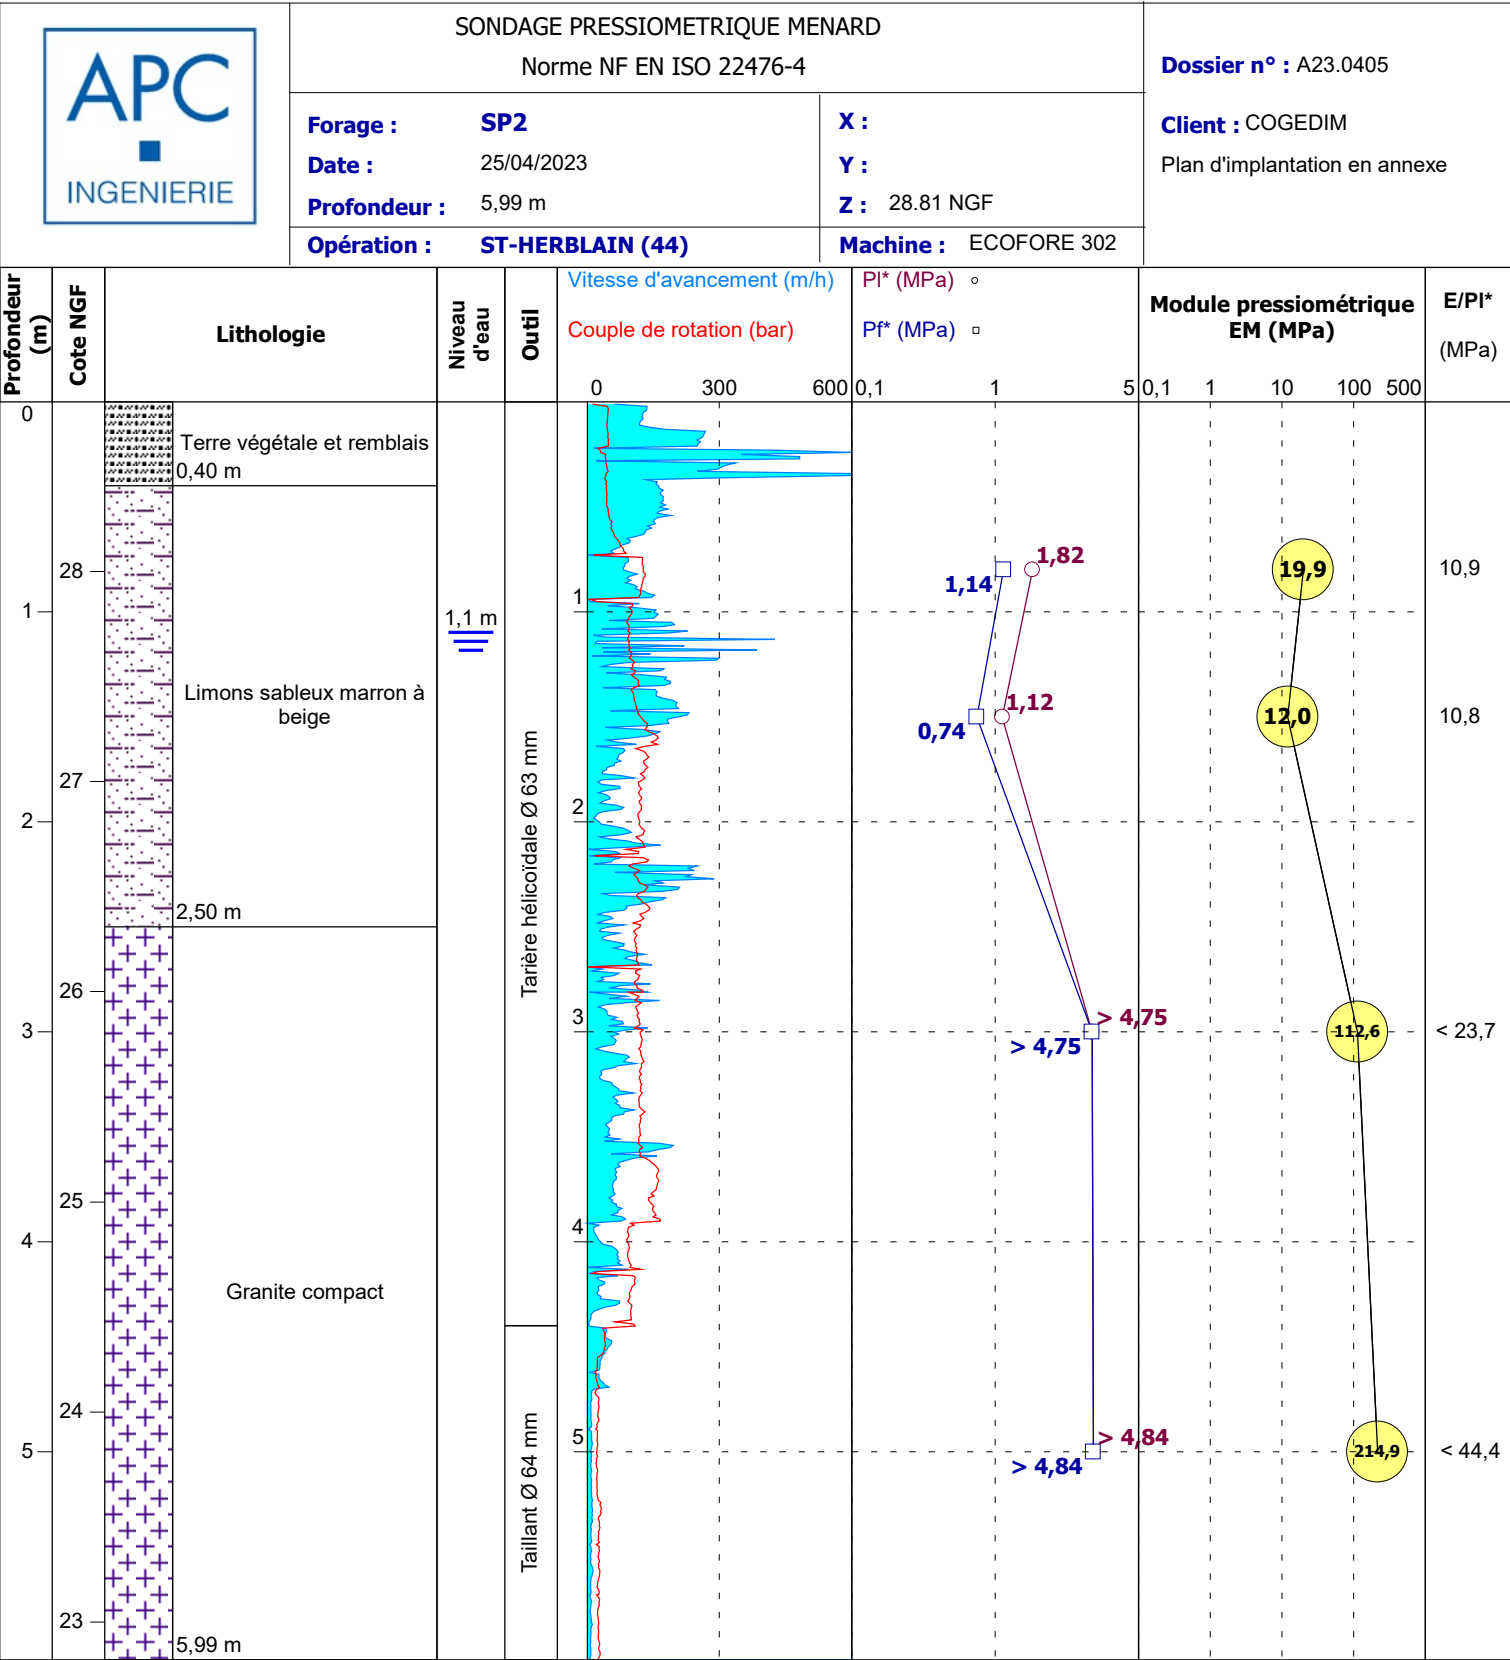 APC
INGENIERIE
SONDAGE PRESSIOMETRIQUE MENARD
Norme NF EN ISO 22476-4
Dossier n° : A23.0405
Client : COGEDIM
Plan d'implantation en annexe
Forage : SP2
Date : 25/04/2023
Profondeur : 5,99 m
Opération : ST-HERBLAIN (44)
X :
Y :
Z : 28.81 NGF
Machine : ECOFORE 302
Profondeur
(m)
Cote NGF
Lithologie
Niveau
d'eau
Outil
Vitesse d'avancement (m/h)
Couple de rotation (bar)
0 300 600
Pl* (MPa)
Pf* (MPa)
0,1 1 5
Module pressiométrique
EM (MPa)
0,1 1 10 100 500
E/Pl*
(MPa)
0
1
2
3
4
5
28
27
26
25
24
23
Terre végétale et remblais
0,40 m
Limons sableux marron à
beige
2,50 m
Granite compact
5,99 m
1,1 m
Tarière hélicoïdale Ø 63 mm
Taillant Ø 64 mm
1
2
3
4
5
1,82
1,14
1,12
0,74
> 4,75
> 4,75
> 4,84
> 4,84
19,9
12,0
112,6
214,9
10,9
10,8
< 23,7
< 44,4